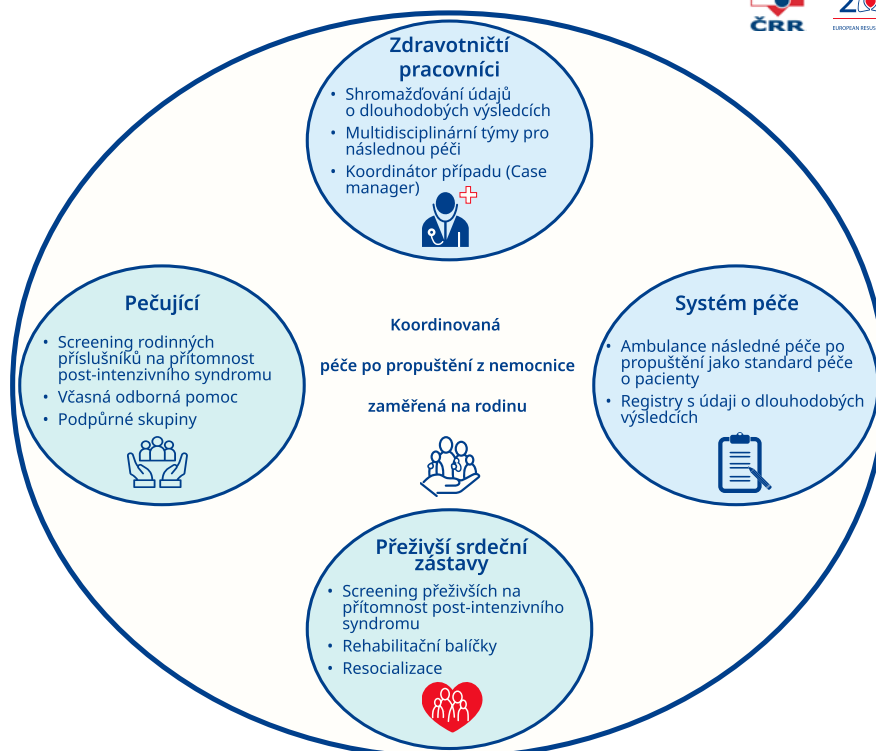 ČRR
EUROPEAN RESUS
Zdravotničtí
pracovníci
• Shromažďování údajů
o dlouhodobých výsledcích
• Multidisciplinární týmy pro
následnou péči
• Koordinátor případu (Case
manager)
Pečující
• Screening rodinných
příslušníků na přítomnost
post-intenzivního syndromu
• Včasná odborná pomoc
• Podpůrné skupiny
Koordinovaná
péče po propuštění z nemocnice
zaměřená na rodinu
Systém péče
• Ambulance následné péče po
propuštění jako standard péče
o pacienty
• Registry s údaji o dlouhodobých
výsledcích
Přeživší srdeční
zástavy
• Screening přeživších na
přítomnost post-intenzivního
syndromu
• Rehabilitační balíčky
• Resocializace